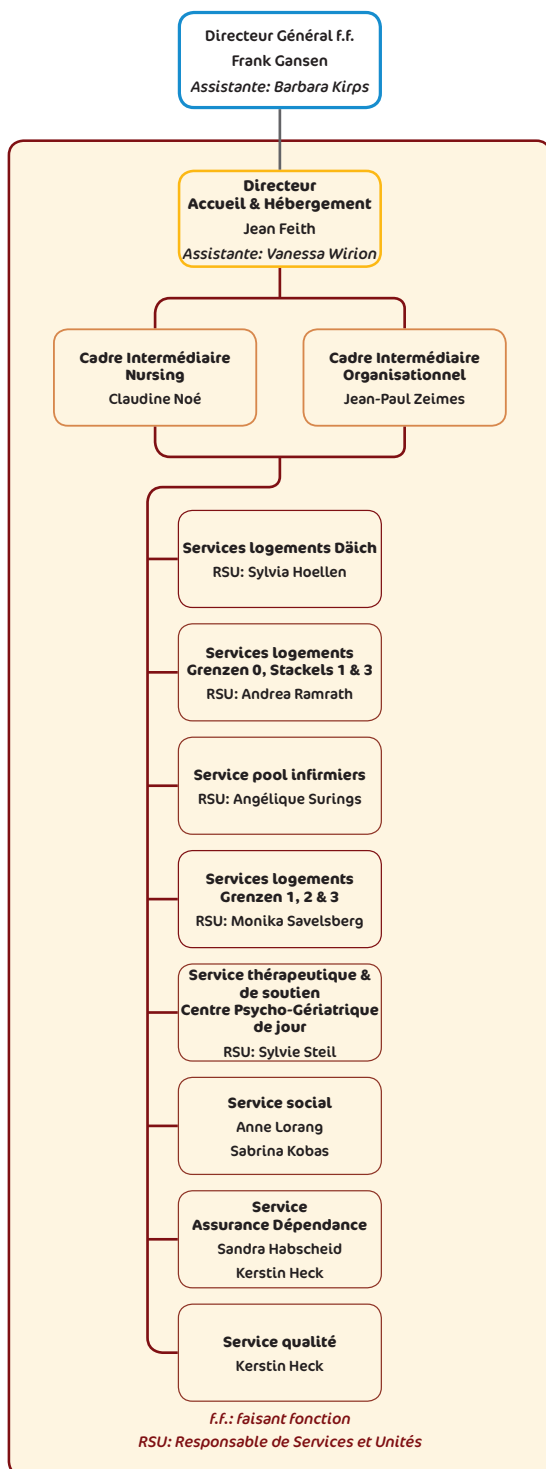 Directeur Général f.f.
Frank Gansen
Assistante: Barbara Kirps
Directeur
Accueil & Hébergement
Jean Feith
Assistante: Vanessa Wirion
Cadre Intermédiaire
Nursing
Claudine Noé
Cadre Intermédiaire
Organisationnel
Jean-Paul Zeimes
Services logements Däich
RSU: Sylvia Hoellen
Services logements
Grenzen 0, Stackels 1 & 3
RSU: Andrea Ramrath
Service pool infirmiers
RSU: Angélique Surings
Services logements
Grenzen 1, 2 & 3
RSU: Monika Savelsberg
Service thérapeutique &
de soutien
Centre Psycho-Gériatrique
de jour
RSU: Sylvie Steil
Service social
Anne Lorang
Sabrina Kobas
Service
Assurance Dépendance
Sandra Habscheid
Kerstin Heck
Service qualité
Kerstin Heck
f.f.: faisant fonction
RSU: Responsable de Services et Unités